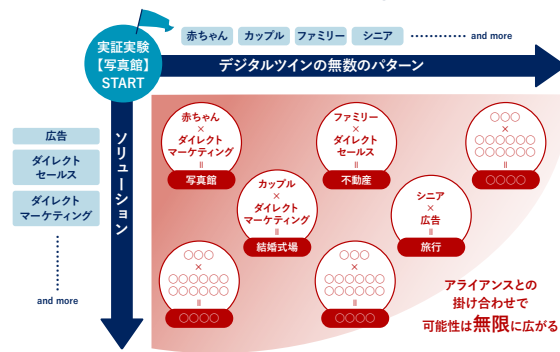 実証実験
【写真館】
START
赤ちゃん
カップル
ファミリー
シニア
and more
デジタルツインの無数のパターン
広告
ダイレクト
セールス
ダイレクト
マーケティング
and more
ソリューション
赤ちゃん
×
ダイレクト
マーケティング
=
写真館
ファミリー
×
ダイレクト
セールス
=
不動産
○○○
×
○○○○○○
○○○○○○
=
○○○○
カップル
×
ダイレクト
マーケティング
=
結婚式場
シニア
×
広告
=
旅行
○○○
×
○○○○○○
○○○○○○
=
○○○○
○○○
×
○○○○○○
○○○○○○
=
○○○○
アライアンスとの
掛け合わせで
可能性は無限に広がる